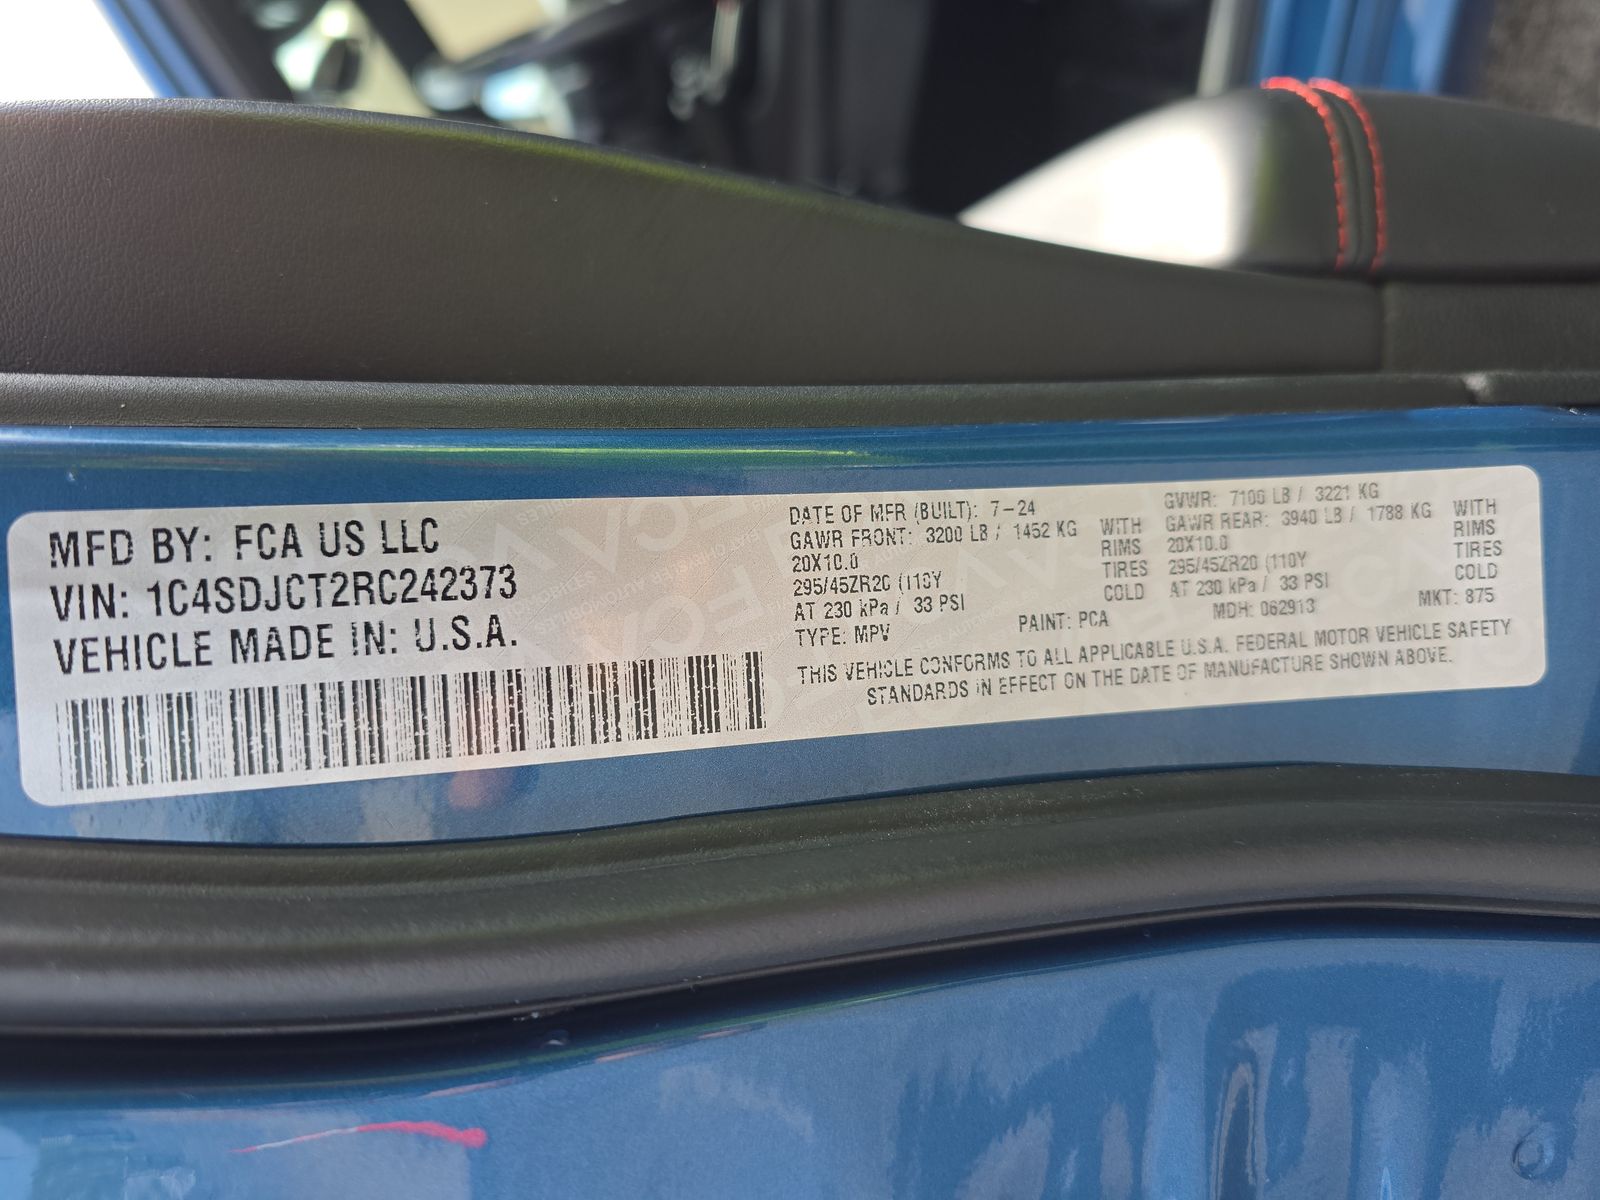 MFD BY: FCA US LLC
VIN: 1C4SDJCT2RC242373
VEHICLE MADE IN: U.S.A.
DATE OF MFR (BUILT): 7-24
GAWR FRONT: 3200 LB / 1452 KG WITH
20X10.0 RIMS
295/45ZR20 (110Y TIRES
AT 230 kPa / 33 PSI COLD
TYPE: MPV PAINT: PCA
GVWR: 7100 LB / 3221 KG
GAWR REAR: 3940 LB / 1788 KG WITH
20X10.0 RIMS
295/45ZR20 (110Y TIRES
AT 230 kPa / 33 PSI COLD
MDH: 062913 MKT: 875
THIS VEHICLE CONFORMS TO ALL APPLICABLE U.S.A. FEDERAL MOTOR VEHICLE SAFETY
STANDARDS IN EFFECT ON THE DATE OF MANUFACTURE SHOWN ABOVE.